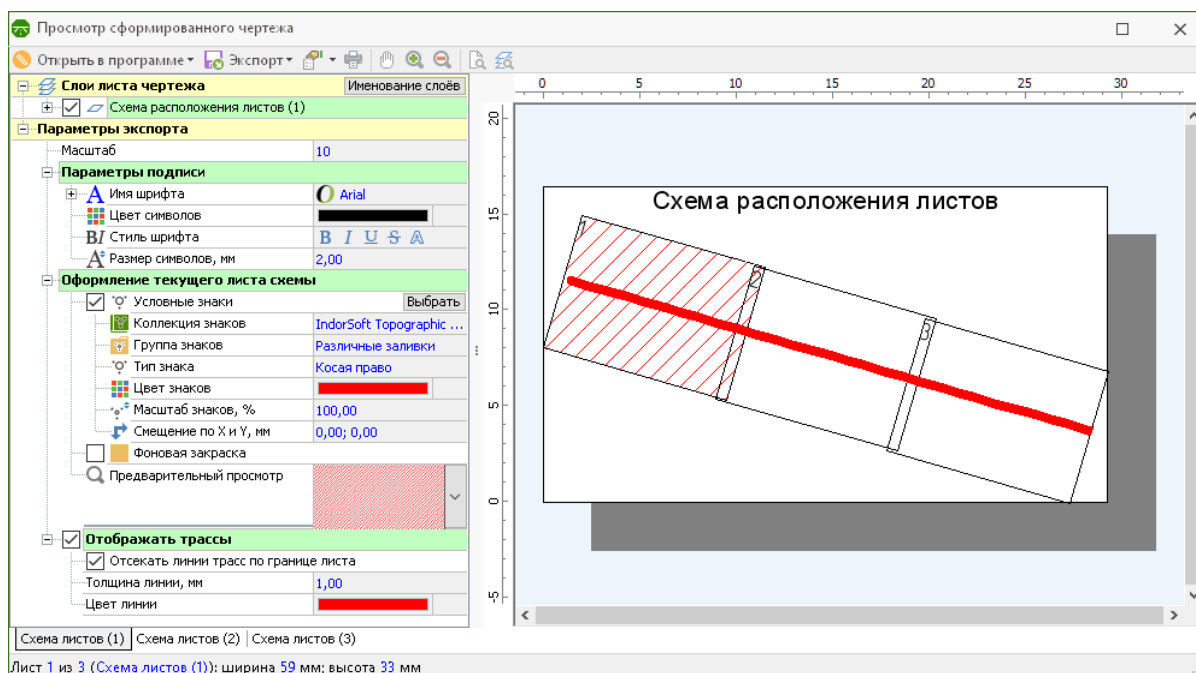 Просмотр сформированного чертежа
Открыть в программе Экспорт
Слои листа чертежа Именование слоёв
Схема расположения листов (1)
Параметры экспорта
Масштаб 10
Параметры подписи
Имя шрифта Arial
Цвет символов
Стиль шрифта B I U S A
Размер символов, мм 2,00
Оформление текущего листа схемы
Условные знаки Выбрать
Коллекция знаков IndorSoft Topographic ...
Группа знаков Различные заливки
Тип знака Косая право
Цвет знаков
Масштаб знаков, % 100,00
Смещение по X и Y, мм 0,00; 0,00
Фоновая закраска
Предварительный просмотр
Отображать трассы
Отсекать линии трасс по границе листа
Толщина линии, мм 1,00
Цвет линии
0 5 10 15 20 25 30
20
15
10
5
0
-5
Схема расположения листов
1
2
3
Схема листов (1) Схема листов (2) Схема листов (3)
Лист 1 из 3 (Схема листов (1)): ширина 59 мм; высота 33 мм